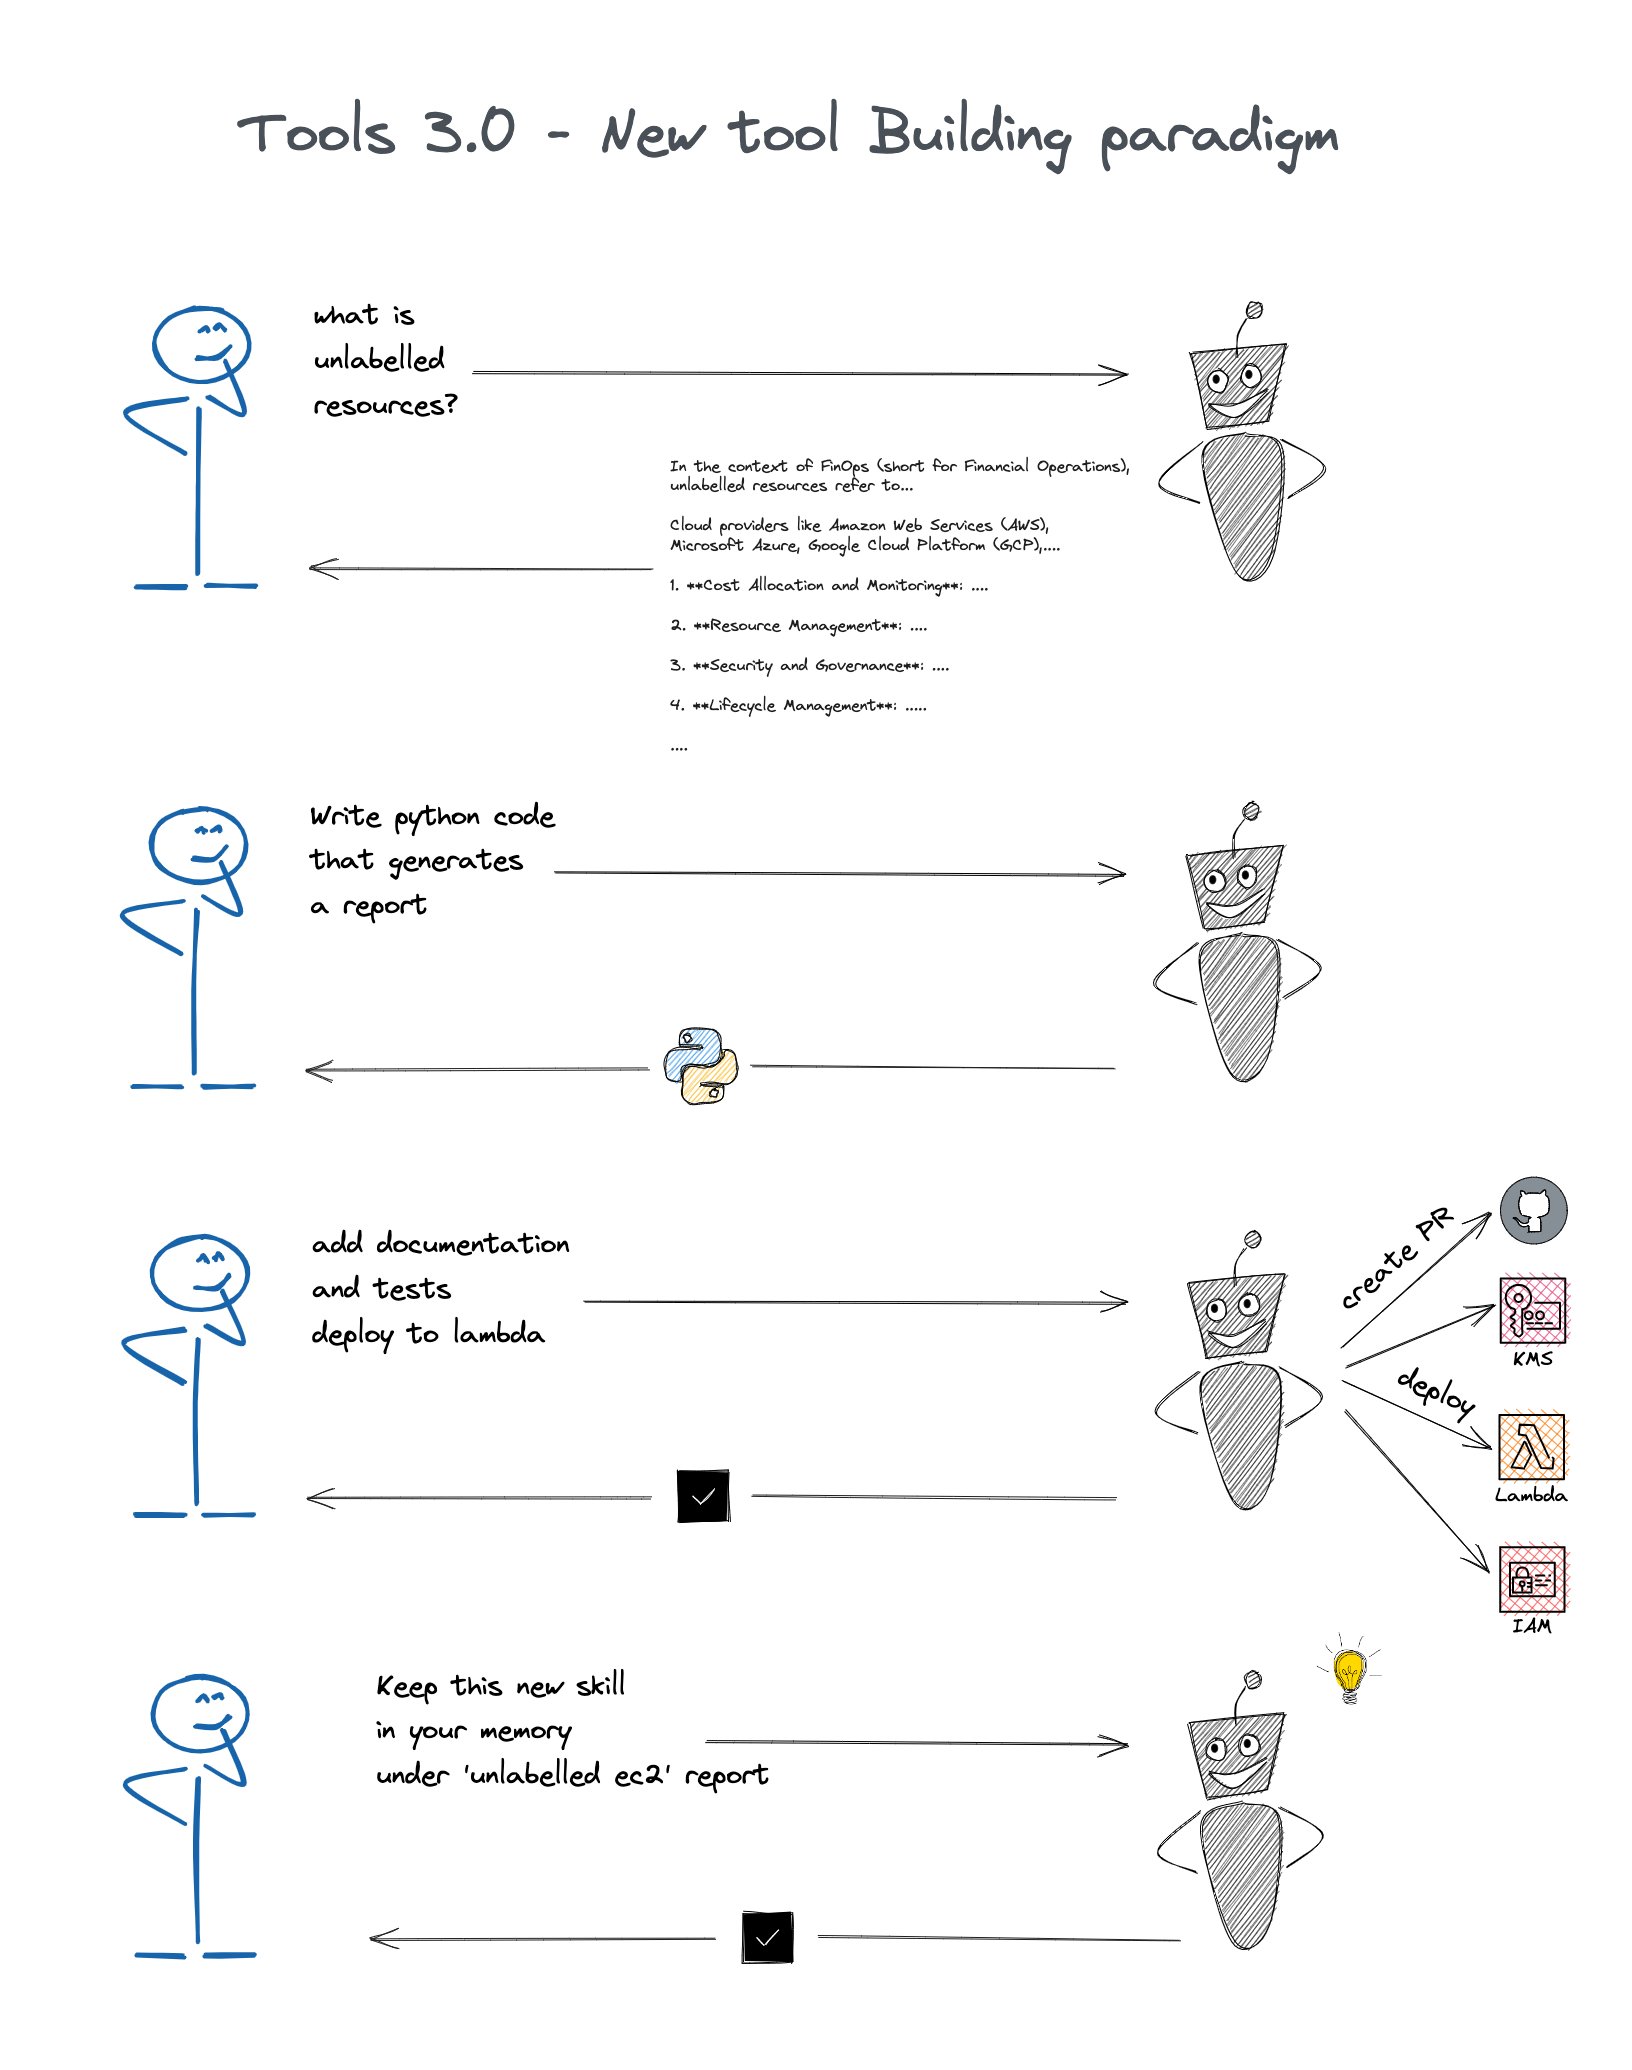 Tools 3.0 - New tool Building paradigm
what is
unlabelled
resources?
In the context of FinOps (short for Financial Operations),
unlabelled resources refer to...
Cloud providers like Amazon Web Services (AWS),
Microsoft Azure, Google Cloud Platform (GCP),....
1. **Cost Allocation and Monitoring**: ....
2. **Resource Management**: ....
3. **Security and Governance**: ....
4. **Lifecycle Management**: .....
....
Write python code
that generates
a report
add documentation
and tests
deploy to lambda
create PR
KMS
deploy
Lambda
IAM
Keep this new skill
in your memory
under 'unlabelled ec2' report